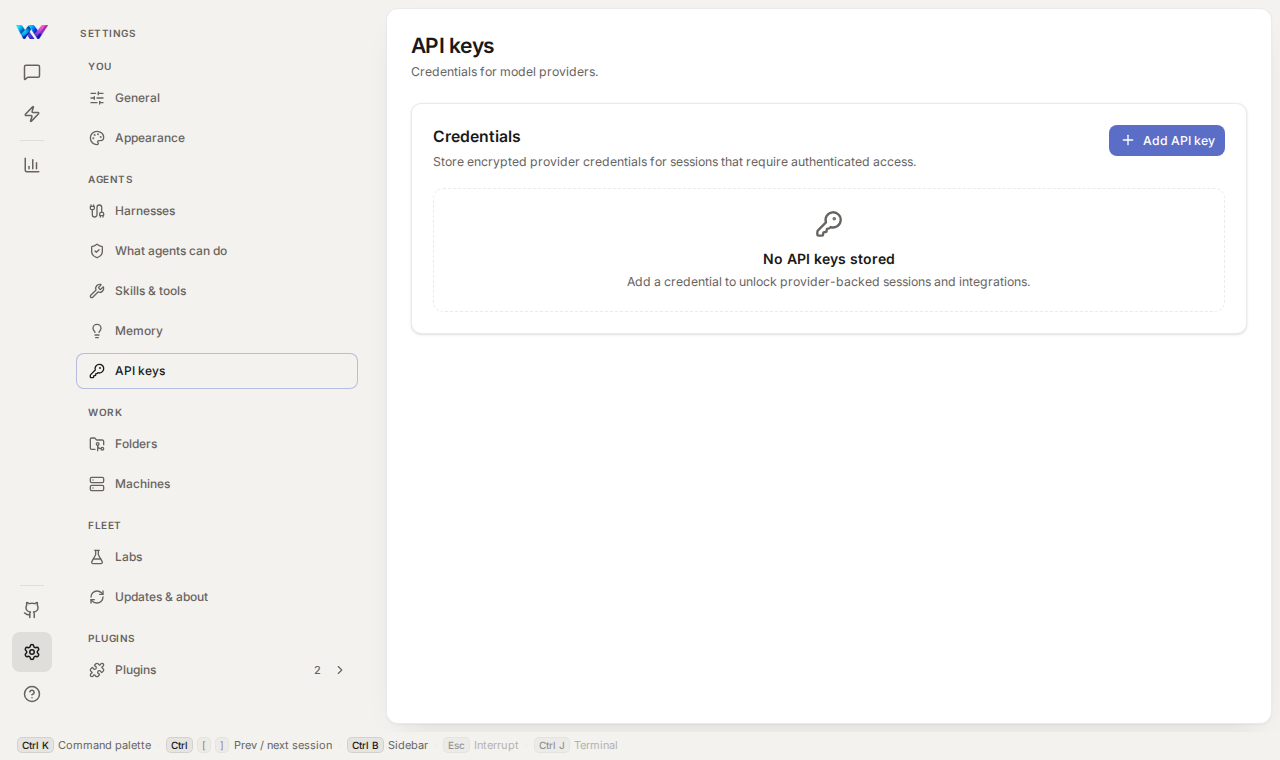 SETTINGS
YOU
General
Appearance
AGENTS
Harnesses
What agents can do
Skills & tools
Memory
API keys
WORK
Folders
Machines
FLEET
Labs
Updates & about
PLUGINS
Plugins 2
API keys
Credentials for model providers.
Credentials
Store encrypted provider credentials for sessions that require authenticated access.
Add API key
No API keys stored
Add a credential to unlock provider-backed sessions and integrations.
Ctrl K Command palette Ctrl [ ] Prev / next session Ctrl B Sidebar Esc Interrupt Ctrl J Terminal